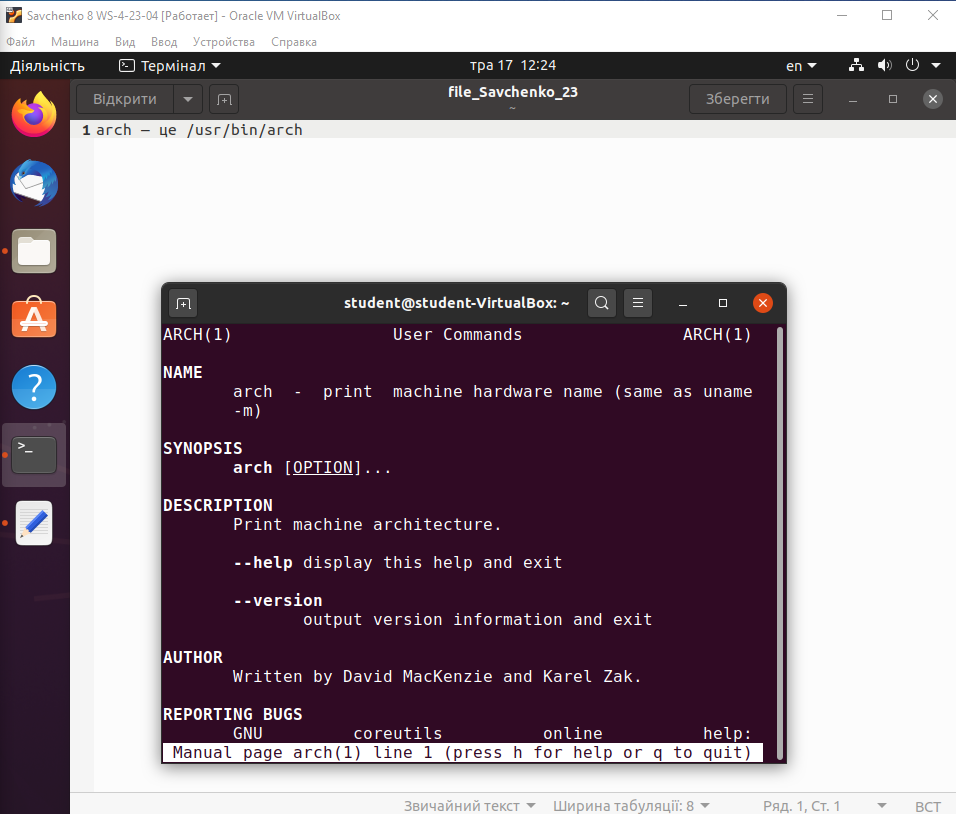 Savchenko 8 WS-4-23-04 [Работает] - Oracle VM VirtualBox
Файл Машина Вид Ввод Устройства Справка
Діяльність Термінал тра 17 12:24 en
Відкрити file_Savchenko_23 Зберегти
~
1 arch — це /usr/bin/arch
student@student-VirtualBox: ~
ARCH(1) User Commands ARCH(1)
NAME
arch - print machine hardware name (same as uname
-m)
SYNOPSIS
arch [OPTION]...
DESCRIPTION
Print machine architecture.
--help display this help and exit
--version
output version information and exit
AUTHOR
Written by David MacKenzie and Karel Zak.
REPORTING BUGS
GNU coreutils online help:
Manual page arch(1) line 1 (press h for help or q to quit)
Звичайний текст Ширина табуляції: 8 Ряд. 1, Ст. 1 ВСТ